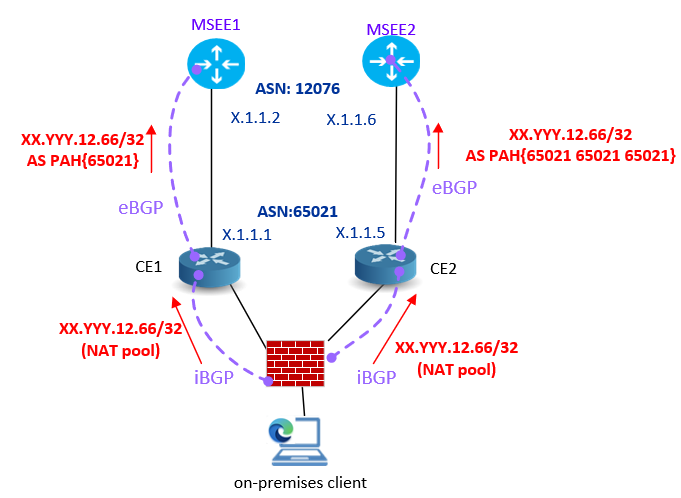 MSEE1
MSEE2
ASN: 12076
X.1.1.2
X.1.1.6
XX.YYY.12.66/32
AS PAH{65021}
XX.YYY.12.66/32
AS PAH{65021 65021 65021}
eBGP
eBGP
ASN:65021
X.1.1.1
X.1.1.5
CE1
CE2
XX.YYY.12.66/32
(NAT pool)
XX.YYY.12.66/32
(NAT pool)
iBGP
iBGP
on-premises client